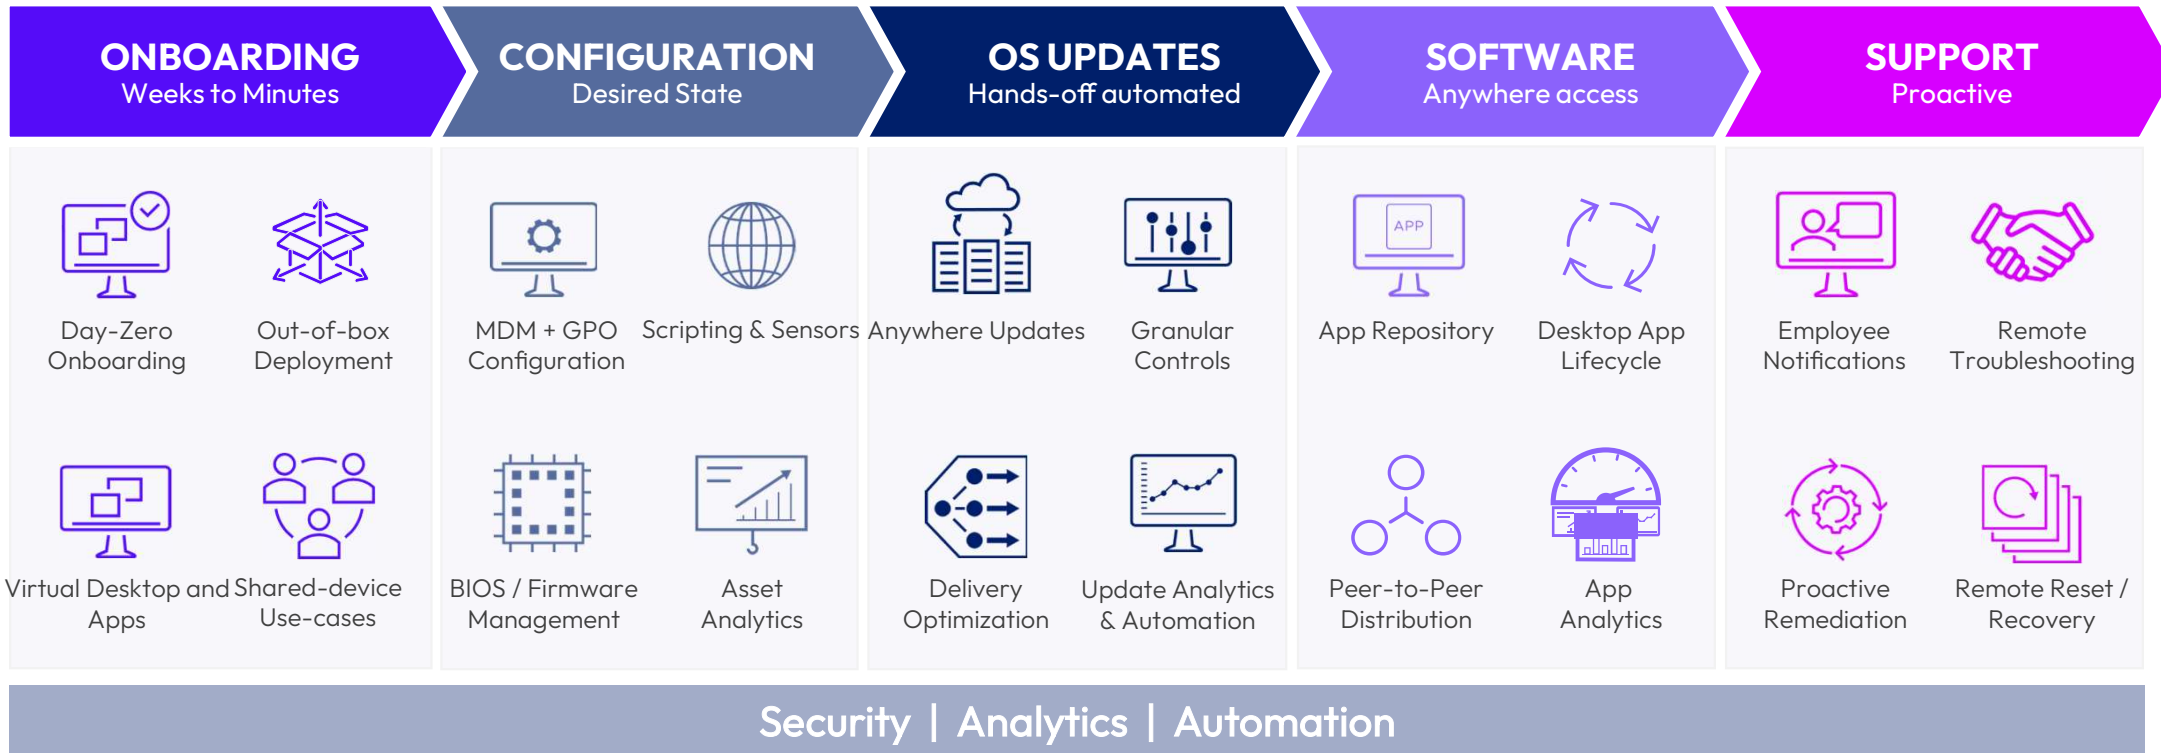 ONBOARDING
Weeks to Minutes
CONFIGURATION
Desired State
OS UPDATES
Hands-off automated
SOFTWARE
Anywhere access
SUPPORT
Proactive
Day-Zero
Onboarding
Out-of-box
Deployment
Virtual Desktop and
Apps
Shared-device
Use-cases
MDM + GPO
Configuration
Scripting & Sensors
BIOS / Firmware
Management
Asset
Analytics
Anywhere Updates
Granular
Controls
Delivery
Optimization
Update Analytics
& Automation
APP
App Repository
Desktop App
Lifecycle
Peer-to-Peer
Distribution
App
Analytics
Employee
Notifications
Remote
Troubleshooting
Proactive
Remediation
Remote Reset /
Recovery
Security | Analytics | Automation